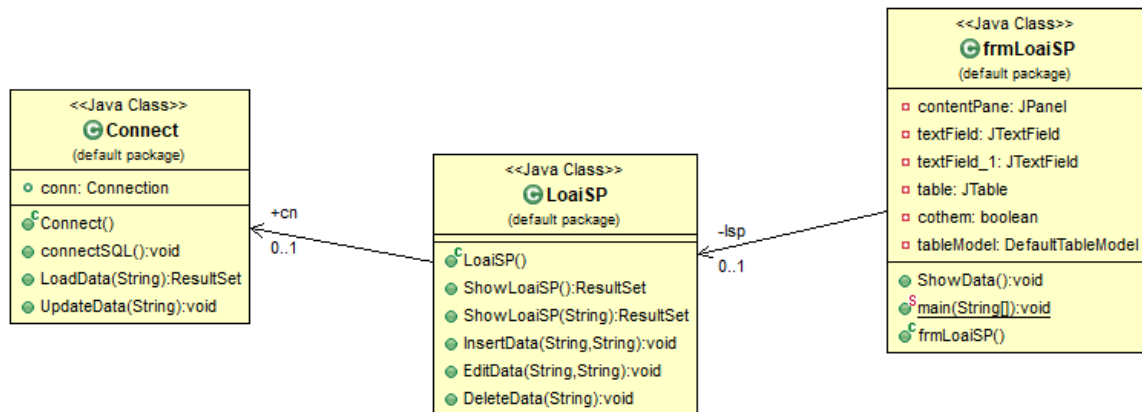 <<Java Class>>
Connect
(default package)
conn: Connection
Connect()
connectSQL():void
LoadData(String):ResultSet
UpdateData(String):void
+cn
0..1
<<Java Class>>
LoaiSP
(default package)
LoaiSP()
ShowLoaiSP():ResultSet
ShowLoaiSP(String):ResultSet
InsertData(String,String):void
EditData(String,String):void
DeleteData(String):void
-lsp
0..1
<<Java Class>>
frmLoaiSP
(default package)
contentPane: JPanel
textField: JTextField
textField_1: JTextField
table: JTable
cothem: boolean
tableModel: DefaultTableModel
ShowData():void
main(String[]):void
frmLoaiSP()